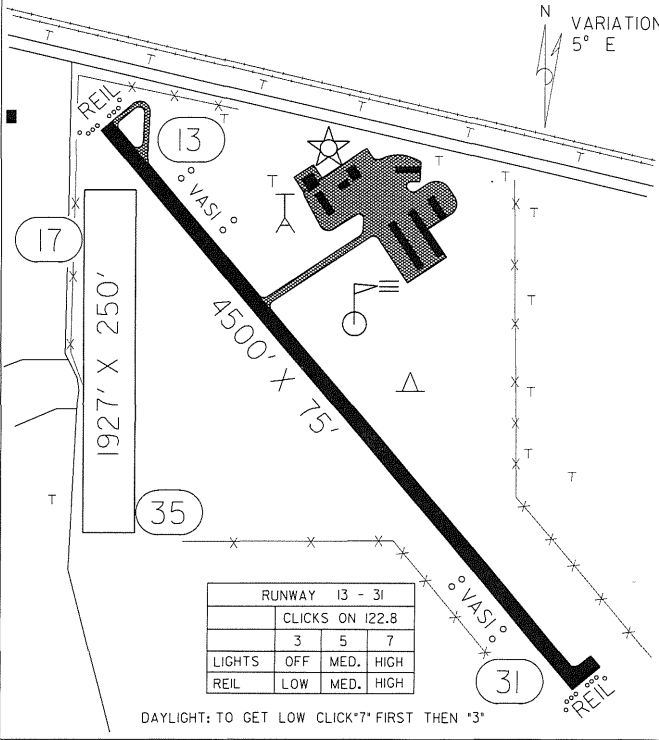 N
VARIATION
5° E
T
T
T
T
T
T
REIL
T
T
13
VASI
T
T
T
17
1927' X 250'
4500' X 75'
T
T
T
T
T
35
RUNWAY 13 - 31
CLICKS ON 122.8
3 5 7
LIGHTS OFF MED. HIGH
REIL LOW MED. HIGH
VASI
31
REIL
DAYLIGHT: TO GET LOW CLICK"7" FIRST THEN "3"